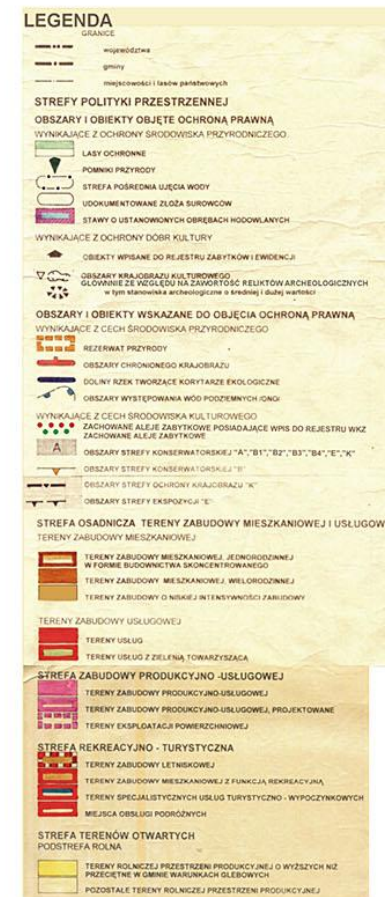 LEGENDA
GRANICE
województwa
gminy
miejscowości i lasów państwowych
STREFY POLITYKI PRZESTRZENNEJ
OBSZARY I OBIEKTY OBJĘTE OCHRONĄ PRAWNĄ
WYNIKAJĄCE Z OCHRONY ŚRODOWISKA PRZYRODNICZEGO
LASY OCHRONNE
POMNIKI PRZYRODY
STREFA POŚREDNIA UJĘCIA WODY
UDOKUMENTOWANE ZŁOŻA SUROWCÓW
STAWY O USTANOWIONYCH OBRĘBACH HODOWLANYCH
WYNIKAJĄCE Z OCHRONY DÓBR KULTURY
OBIEKTY WPISANE DO REJESTRU ZABYTKÓW I EWIDENCJI
OBSZARY KRAJOBRAZU KULTUROWEGO
GŁÓWNIE ZE WZGLĘDU NA ZAWARTOŚĆ RELIKTÓW ARCHEOLOGICZNYCH
w tym stanowiska archeologiczne o średniej i dużej wartości
OBSZARY I OBIEKTY WSKAZANE DO OBJĘCIA OCHRONĄ PRAWNĄ
WYNIKAJĄCE Z CECH ŚRODOWISKA PRZYRODNICZEGO
REZERWAT PRZYRODY
OBSZARY CHRONIONEGO KRAJOBRAZU
DOLINY RZEK TWORZĄCE KORYTARZE EKOLOGICZNE
OBSZARY WYSTĘPOWANIA WÓD PODZIEMNYCH
WYNIKAJĄCE Z CECH ŚRODOWISKA KULTUROWEGO
ZACHOWANE ALEJE ZABYTKOWE POSIADAJĄCE WPIS DO REJESTRU WKZ
ZACHOWANE ALEJE ZABYTKOWE
A OBSZARY STREFY KONSERWATORSKIEJ "A","B1","B2","B3","B4","E","K"
OBSZARY STREFY KONSERWATORSKIEJ "B"
OBSZARY STREFY OCHRONY KRAJOBRAZU "K"
OBSZARY STREFY EKSPOZYCJI "E"
STREFA OSADNICZA TERENY ZABUDOWY MIESZKANIOWEJ I USŁUGOW
TERENY ZABUDOWY MIESZKANIOWEJ
TERENY ZABUDOWY MIESZKANIOWEJ, JEDNORODZINNEJ
W FORMIE BUDOWNICTWA SKONCENTROWANEGO
TERENY ZABUDOWY MIESZKANIOWEJ, WIELORODZINNEJ
TERENY ZABUDOWY O NISKIEJ INTENSYWNOŚCI ZABUDOWY
TERENY ZABUDOWY USŁUGOWEJ
TERENY USŁUG
TERENY USŁUG Z ZIELENIĄ TOWARZYSZĄCĄ
STREFA ZABUDOWY PRODUKCYJNO -USŁUGOWEJ
TERENY ZABUDOWY PRODUKCYJNO-USŁUGOWEJ
TERENY ZABUDOWY PRODUKCYJNO-USŁUGOWEJ, PROJEKTOWANE
TERENY EKSPLOATACJI POWIERZCHNIOWEJ
STREFA REKREACYJNO - TURYSTYCZNA
TERENY ZABUDOWY LETNISKOWEJ
TERENY ZABUDOWY MIESZKANIOWEJ Z FUNKCJĄ REKREACYJNĄ
TERENY SPECJALISTYCZNYCH USŁUG TURYSTYCZNO - WYPOCZYNKOWYCH
MIEJSCA OBSŁUGI PODRÓŻNYCH
STREFA TERENÓW OTWARTYCH
PODSTREFA ROLNA
TERENY ROLNICZEJ PRZESTRZENI PRODUKCYJNEJ O WYŻSZYCH NIŻ
PRZECIĘTNE W GMINIE WARUNKACH GLEBOWYCH
POZOSTAŁE TERENY ROLNICZEJ PRZESTRZENI PRODUKCYJNEJ